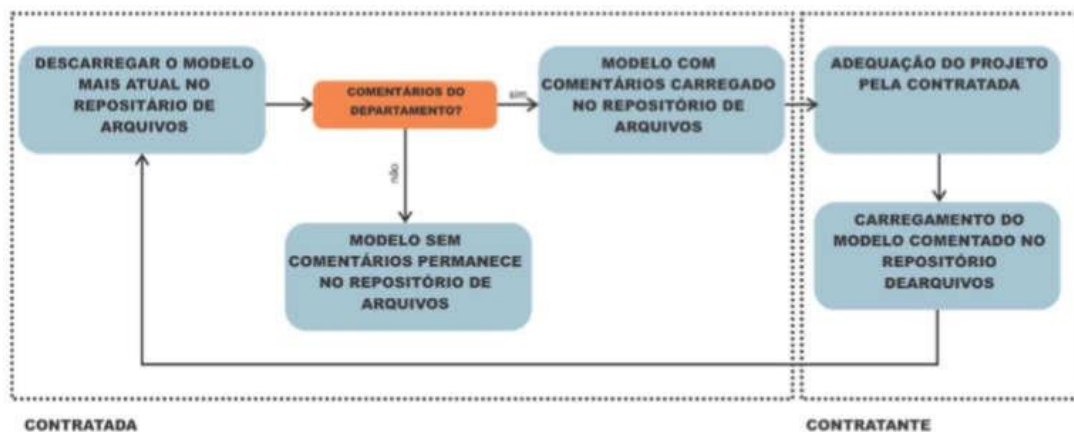 DESCARREGAR O MODELO
MAIS ATUAL NO
REPOSITÁRIO DE
ARQUIVOS
COMENTÁRIOS DO
DEPARTAMENTO?
sim
MODELO COM
COMENTÁRIOS CARREGADO
NO REPOSITÓRIO DE
ARQUIVOS
ADEQUAÇÃO DO PROJETO
PELA CONTRATADA
não
MODELO SEM
COMENTÁRIOS PERMANECE
NO REPOSITÓRIO DE
ARQUIVOS
CARREGAMENTO DO
MODELO COMENTADO NO
REPOSITÓRIO
DEARQUIVOS
CONTRATADA
CONTRATANTE